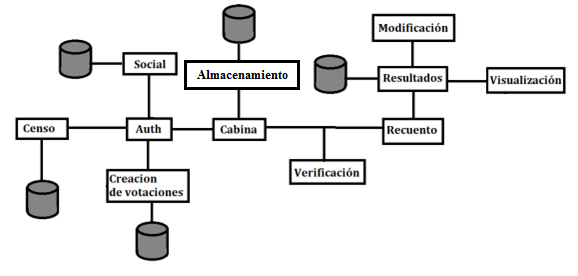 Modificación
Social
Almacenamiento
Resultados
Visualización
Censo
Auth
Cabina
Recuento
Verificación
Creacion
de votaciones